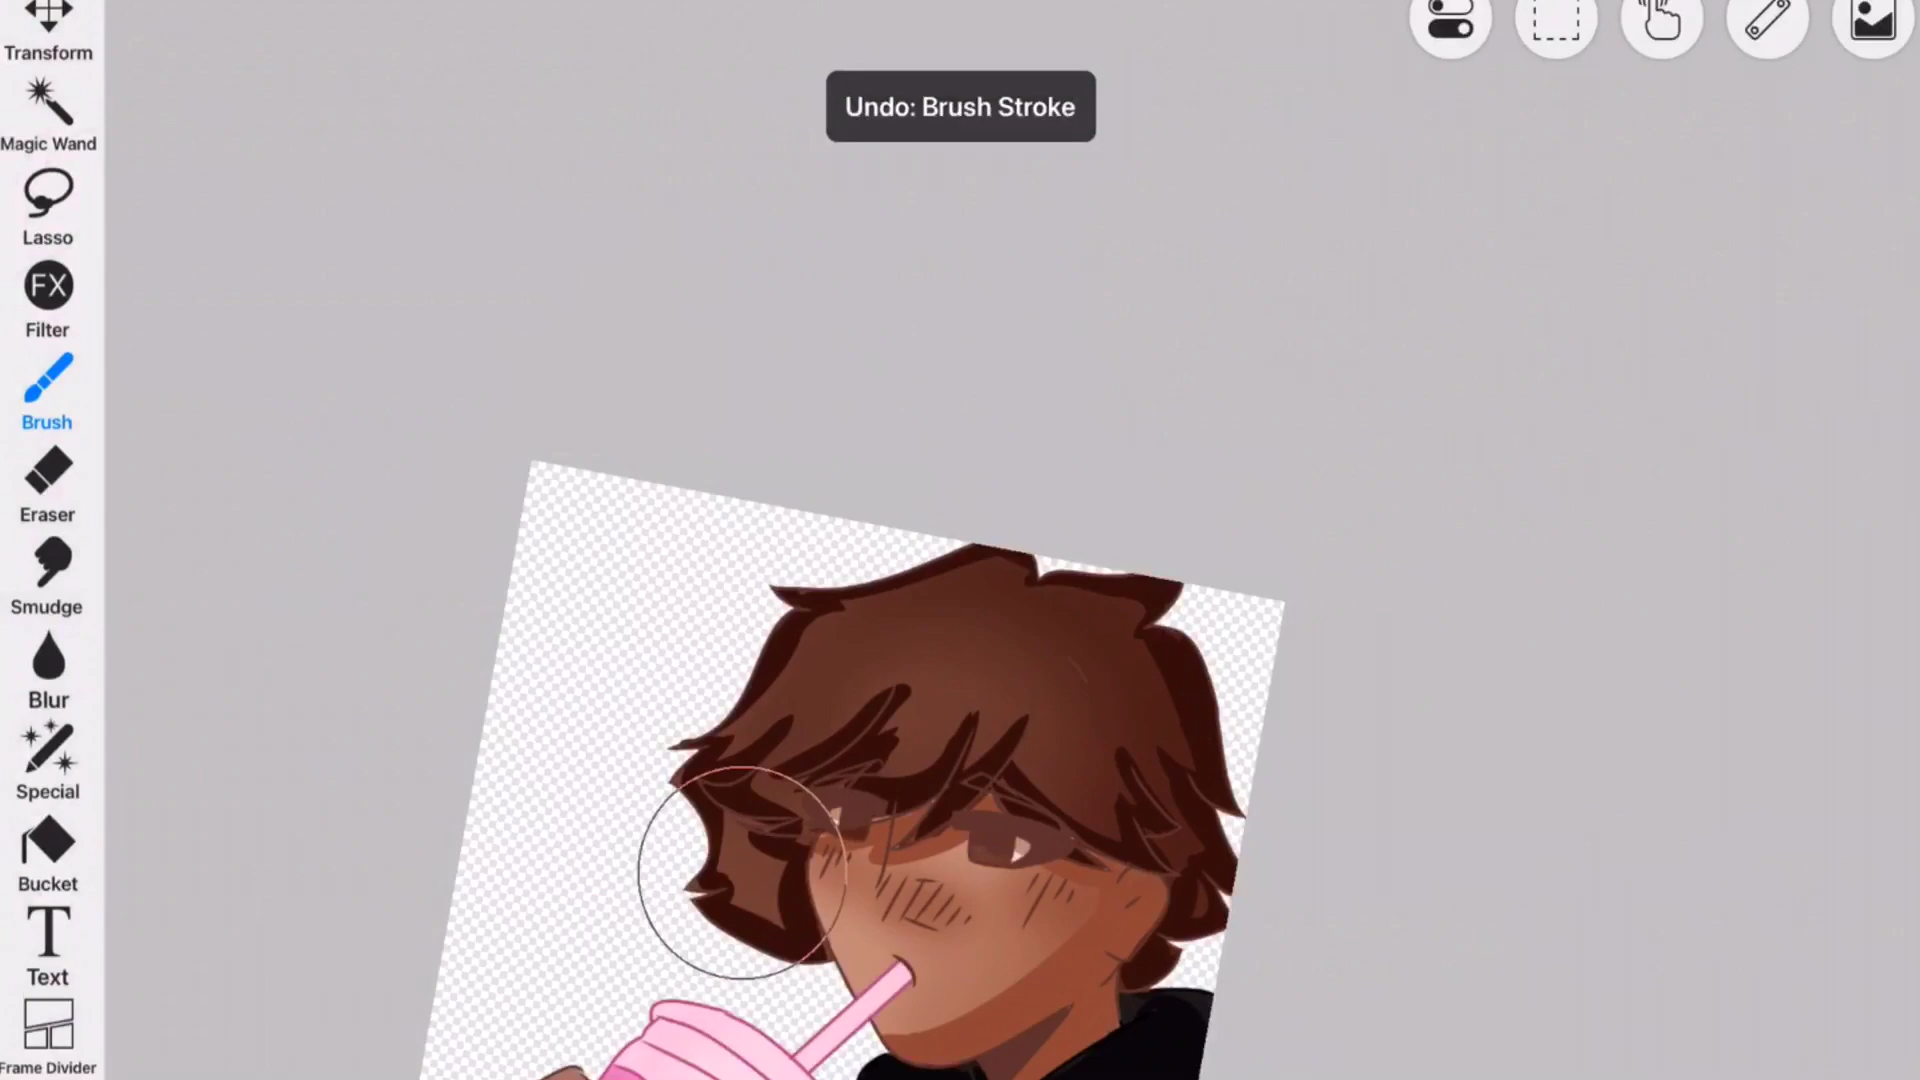 Transform
Undo: Brush Stroke
Magic Wand
Lasso
FX
Filter
Brush
Eraser
Smudge
Blur
Special
Bucket
T
Text
Frame Divider